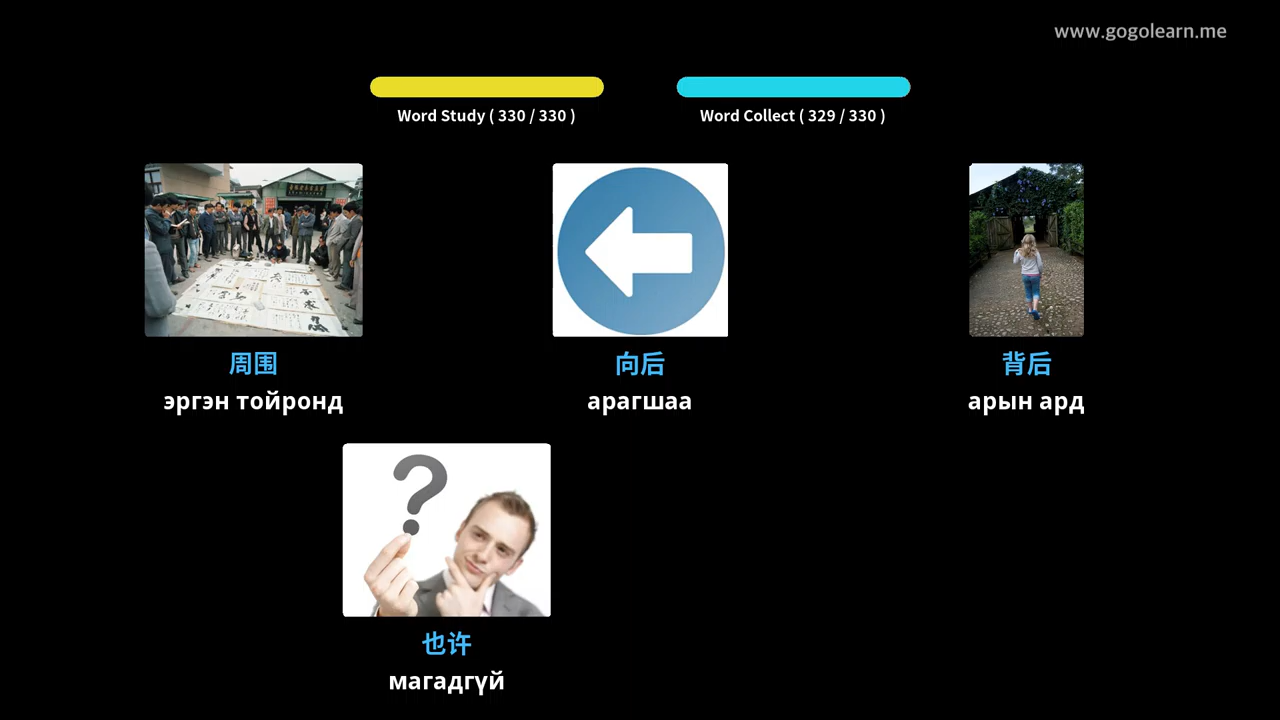 www.gogolearn.me
Word Study ( 330 / 330 )
Word Collect ( 329 / 330 )
周围
эргэн тойронд
向后
арагшаа
背后
арын ард
也许
магадгүй